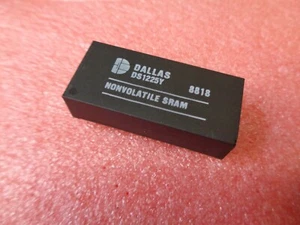 DALLAS
DS1225Y 8818
NONVOLATILE SRAM